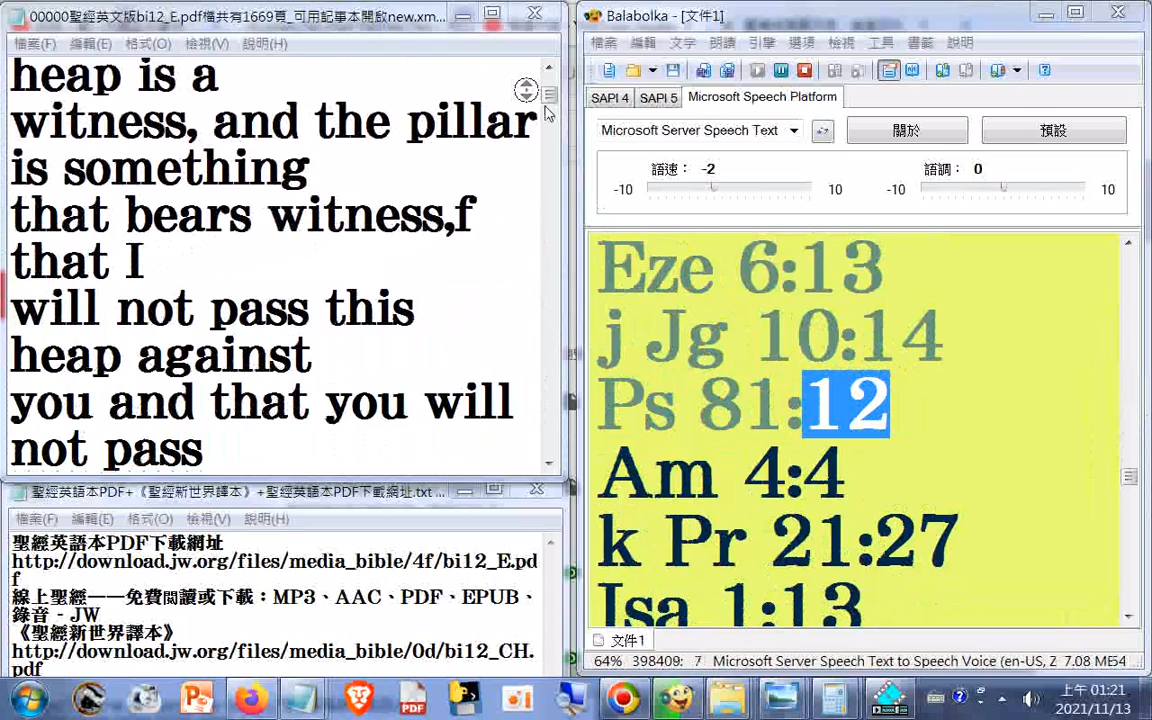 00000聖經英文版bi12_E.pdf檔共有1669頁_可用記事本開啟new.xm...
檔案(F) 編輯(E) 格式(O) 檢視(V) 說明(H)
heap is a
witness, and the pillar
is something
that bears witness,f
that I
will not pass this
heap against
you and that you will
not pass
聖經英語本PDF+《聖經新世界譯本》+聖經英語本PDF下載網址.txt ...
檔案(F) 編輯(E) 格式(O) 檢視(V) 說明(H)
聖經英語本PDF下載網址
http://download.jw.org/files/media_bible/4f/bi12_E.pd
f
線上聖經——免費閱讀或下載：MP3、AAC、PDF、EPUB、
錄音 - JW
《聖經新世界譯本》
http://download.jw.org/files/media_bible/0d/bi12_CH.
pdf
Balabolka - [文件1]
檔案 編輯 文字 朗讀 引擎 選項 檢視 工具 書籤 說明
SAPI 4 SAPI 5 Microsoft Speech Platform
Microsoft Server Speech Text 關於 預設
語速： -2 語調： 0
-10 10 -10 10
Eze 6:13
j Jg 10:14
Ps 81:12
Am 4:4
k Pr 21:27
Isa 1:13
文件1
64% 398409: 7 Microsoft Server Speech Text to Speech Voice (en-US, Z 7.08 MB54
上午 01:21
2021/11/13